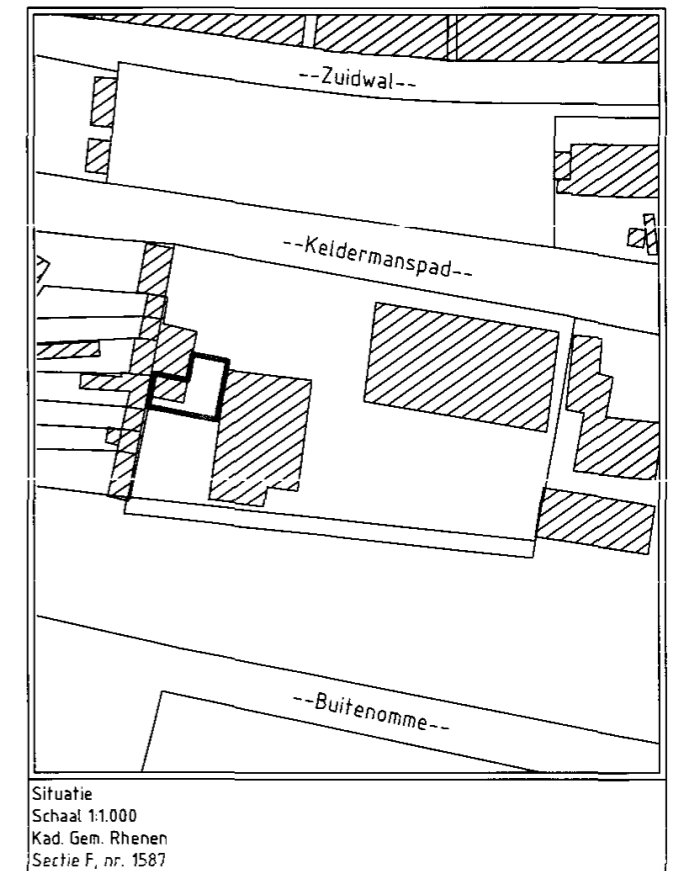 --Zuidwal--
--Keldermanspad--
--Buitenomme--
Situatie
Schaal 1:1.000
Kad. Gem. Rhenen
Sectie F, nr. 1587